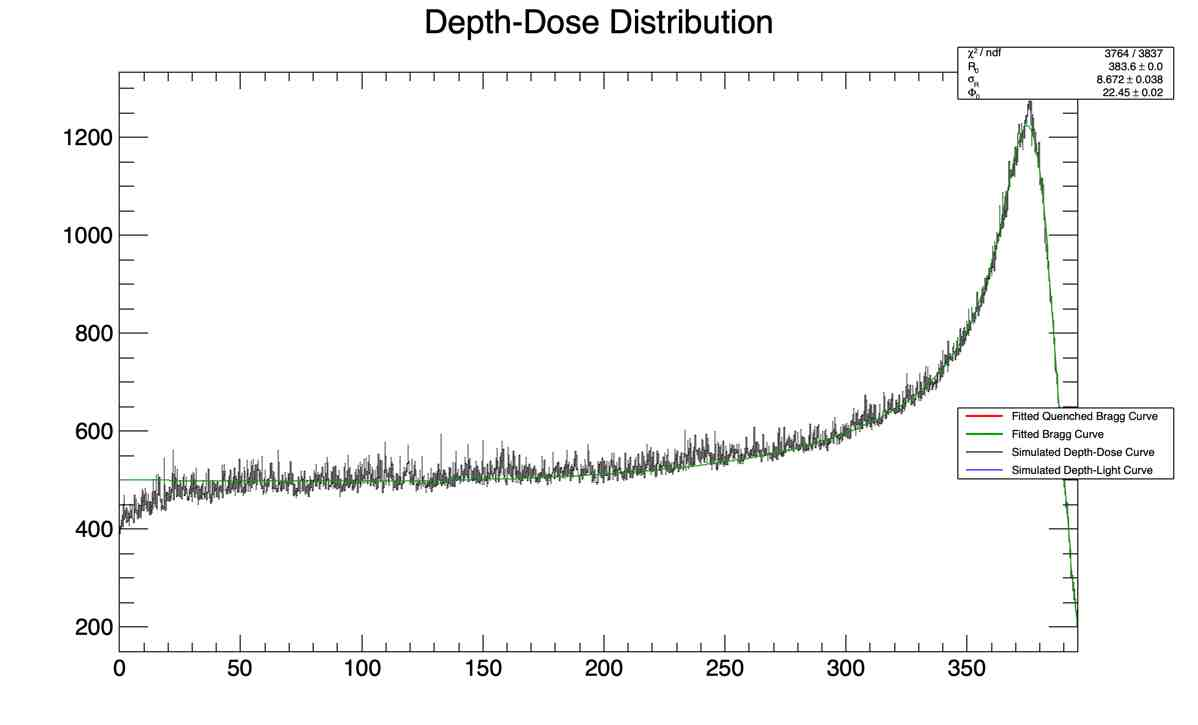 Depth-Dose Distribution
χ² / ndf 3764 / 3837
R₀ 383.6 ± 0.0
σ_R 8.672 ± 0.038
Φ₀ 22.45 ± 0.02
1200
1000
800
600
400
200
Fitted Quenched Bragg Curve
Fitted Bragg Curve
Simulated Depth-Dose Curve
Simulated Depth-Light Curve
0 50 100 150 200 250 300 350